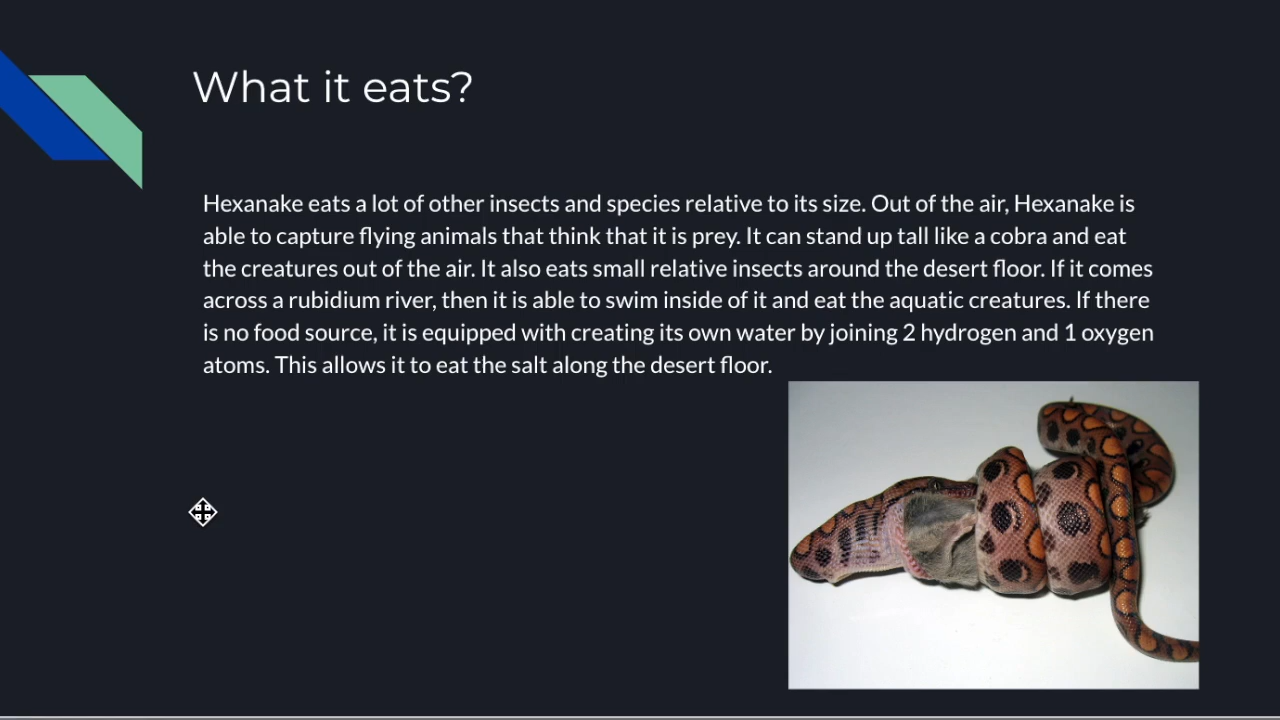 What it eats?
Hexanake eats a lot of other insects and species relative to its size. Out of the air, Hexanake is
able to capture flying animals that think that it is prey. It can stand up tall like a cobra and eat
the creatures out of the air. It also eats small relative insects around the desert floor. If it comes
across a rubidium river, then it is able to swim inside of it and eat the aquatic creatures. If there
is no food source, it is equipped with creating its own water by joining 2 hydrogen and 1 oxygen
atoms. This allows it to eat the salt along the desert floor.